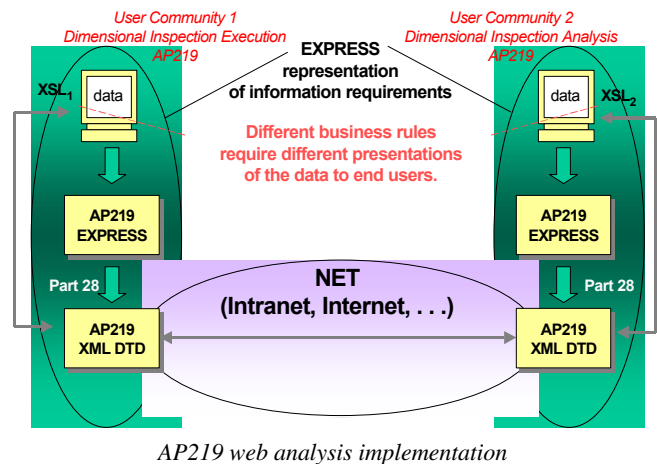 User Community 1
Dimensional Inspection Execution
AP219
User Community 2
Dimensional Inspection Analysis
AP219
EXPRESS
representation
of information requirements
XSL1
data
data
XSL2
Different business rules
require different presentations
of the data to end users.
AP219
EXPRESS
AP219
EXPRESS
Part 28
Part 28
NET
(Intranet, Internet, . . .)
AP219
XML DTD
AP219
XML DTD
AP219 web analysis implementation